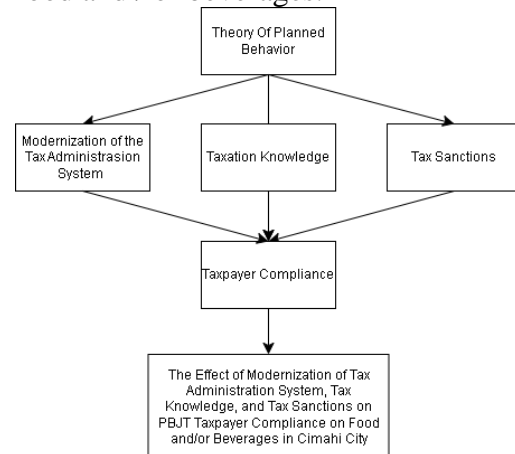 Theory Of Planned
Behavior
Modernization of the
Tax Administrasion
System
Taxation Knowledge
Tax Sanctions
Taxpayer Compliance
The Effect of Modernization of Tax
Administration System, Tax
Knowledge, and Tax Sanctions on
PBJT Taxpayer Compliance on Food
and/or Beverages in Cimahi City